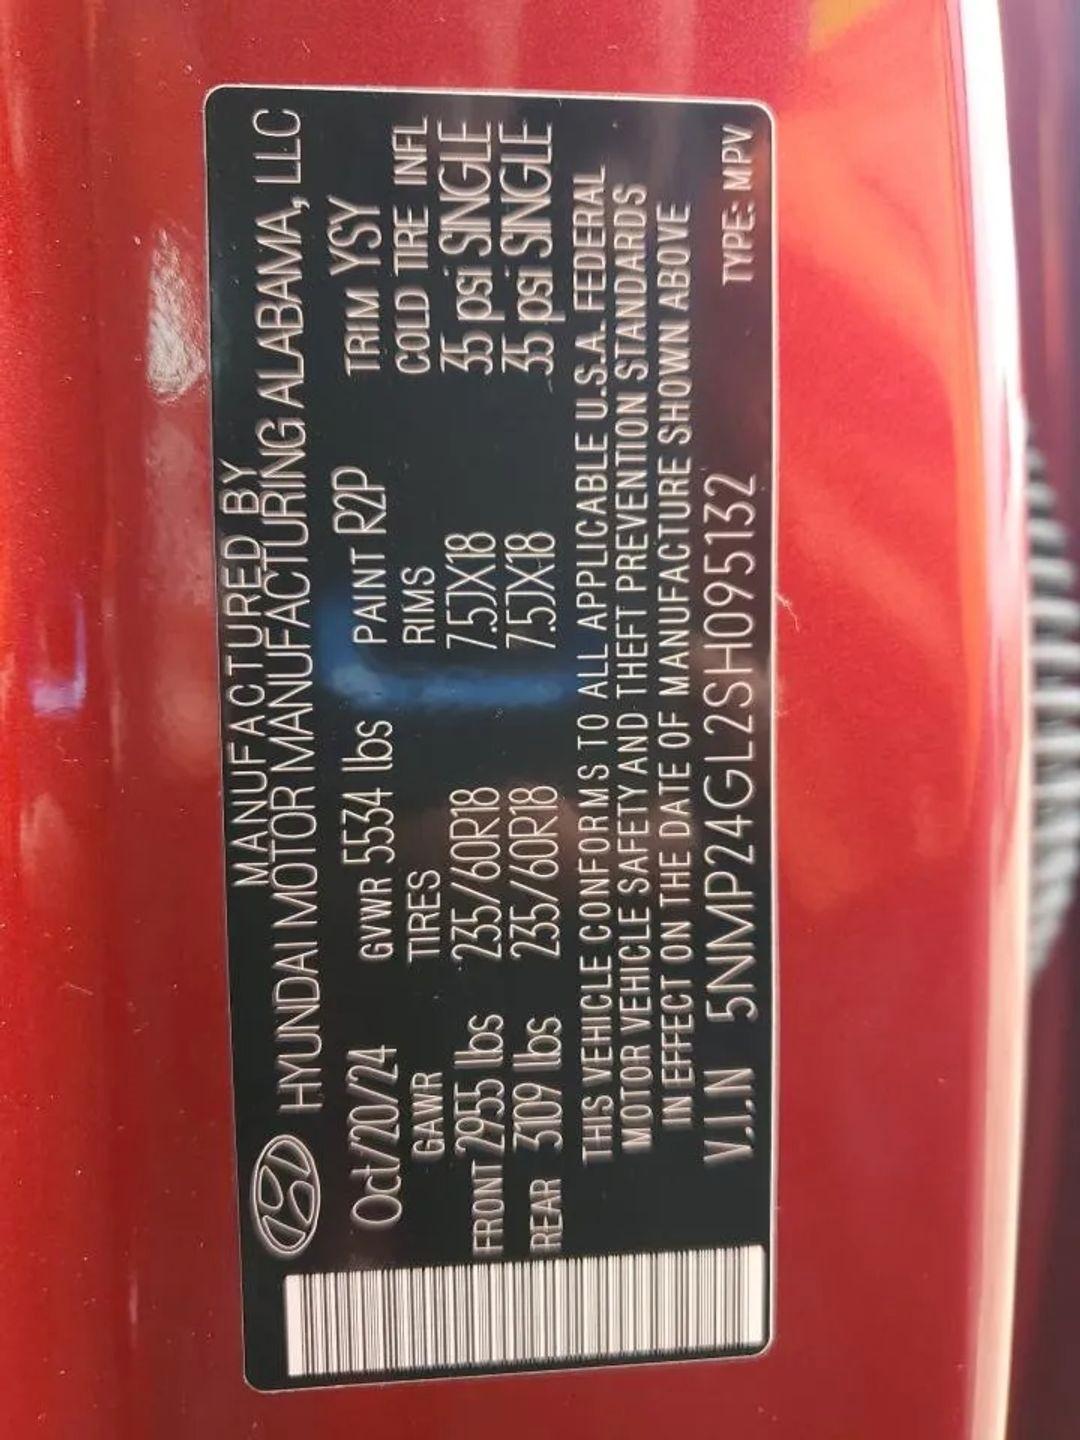 MANUFACTURED BY
HYUNDAI MOTOR MANUFACTURING ALABAMA, LLC
Oct/20/24 GVWR 5534 lbs PAINT R2P TRIM YSY
GAWR TIRES RIMS COLD TIRE INFL
FRONT 2955 lbs 235/60R18 7.5JX18 35 psi SINGLE
REAR 3109 lbs 235/60R18 7.5JX18 35 psi SINGLE
THIS VEHICLE CONFORMS TO ALL APPLICABLE U.S.A. FEDERAL
MOTOR VEHICLE SAFETY AND THEFT PREVENTION STANDARDS
IN EFFECT ON THE DATE OF MANUFACTURE SHOWN ABOVE
V.I.N 5NMP24GL2SH095132 TYPE: MPV